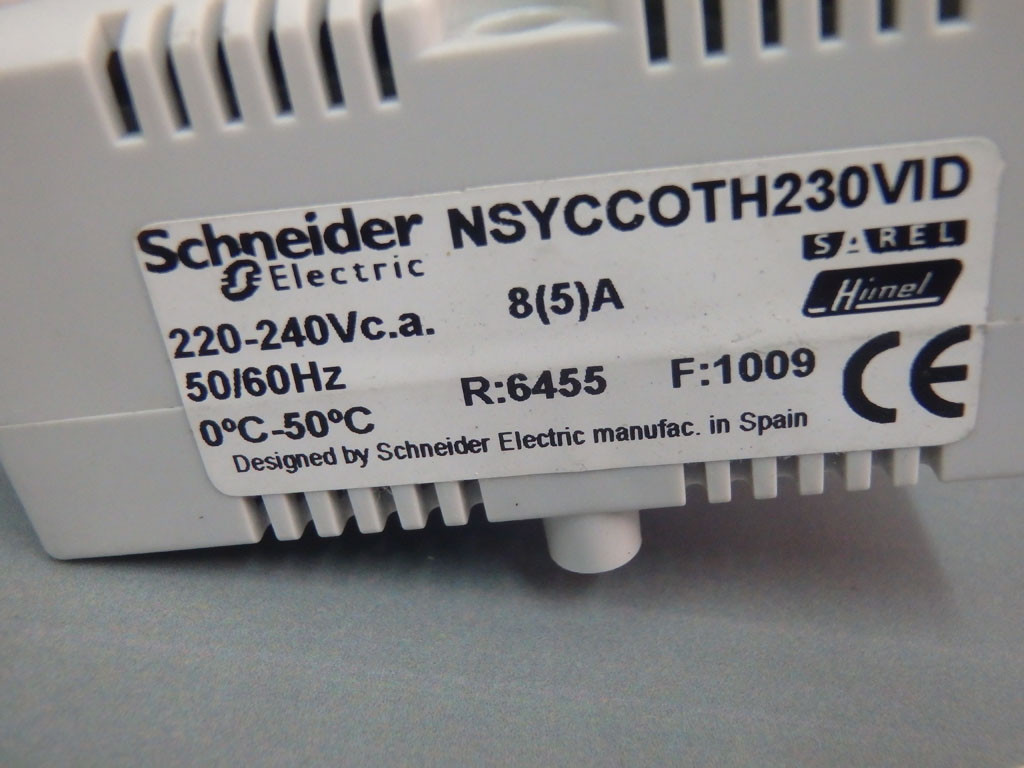 Schneider Electric
NSYCCOTH230VID
SAREL
Himel
220-240Vc.a.
8(5)A
50/60Hz
R:6455
F:1009
CE
0ºC-50ºC
Designed by Schneider Electric manufac. in Spain